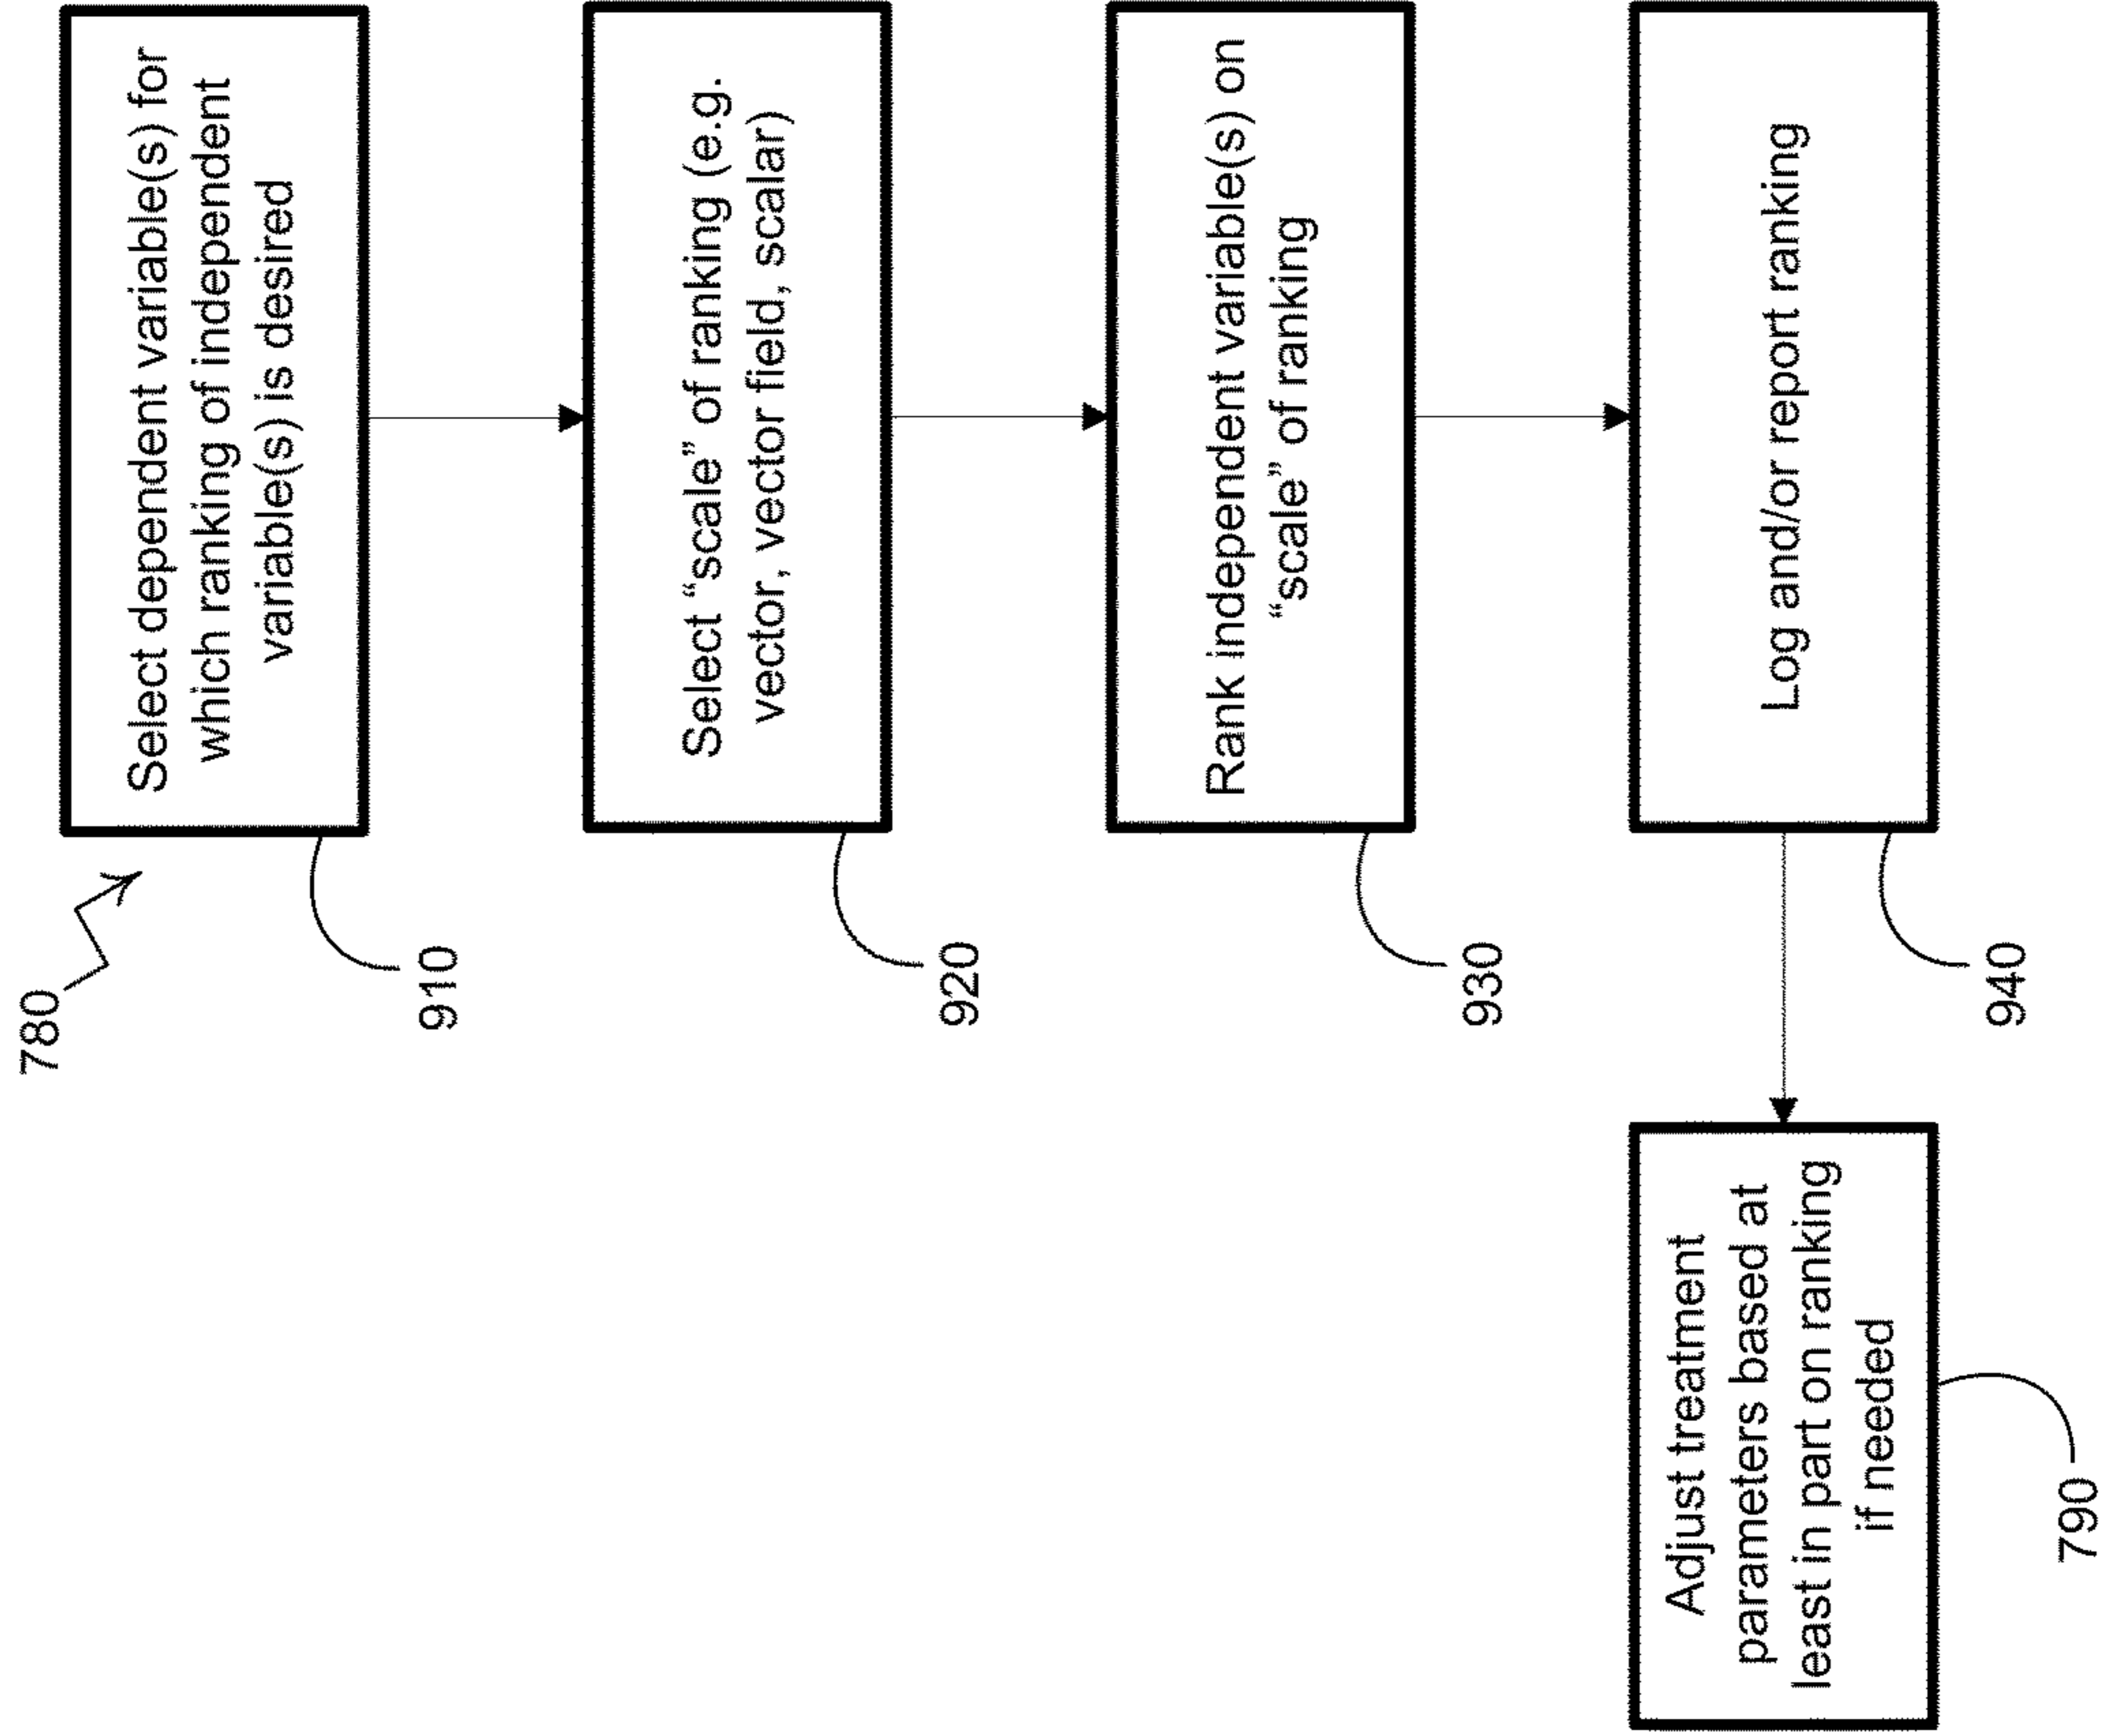 780
Select dependent variable(s) for
which ranking of independent
variable(s) is desired
910
Select “scale” of ranking (e.g.
vector, vector field, scalar)
920
Rank independent variable(s) on
“scale” of ranking
930
Log and/or report ranking
940
Adjust treatment
parameters based at
least in part on ranking
if needed
790